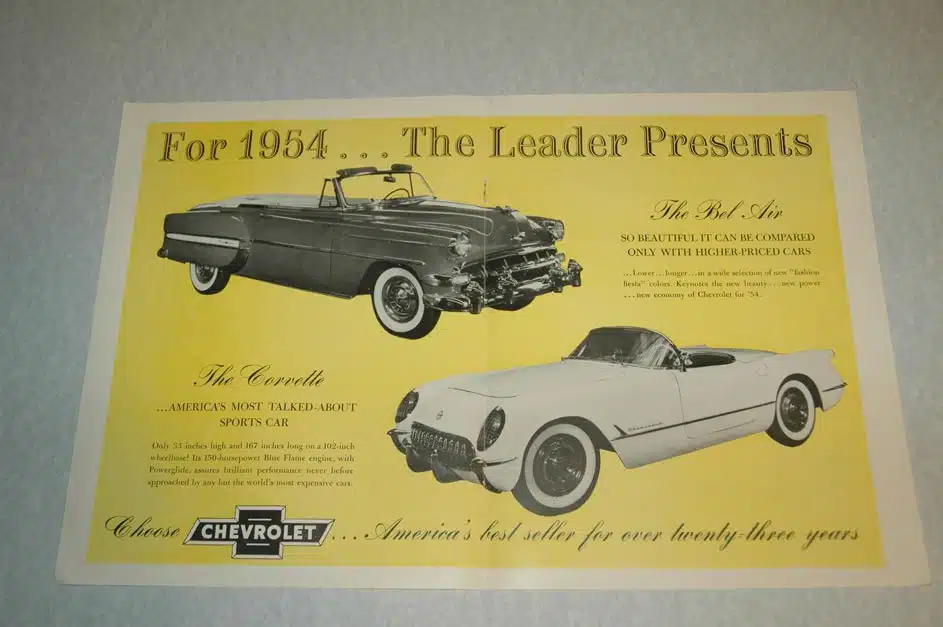 For 1954 ... The Leader Presents
The Bel Air
SO BEAUTIFUL IT CAN BE COMPARED
ONLY WITH HIGHER-PRICED CARS
...Lower...longer...in a wide selection of new "fashion
fiesta" colors. Keynotes the new beauty...new power
...new economy of Chevrolet for '54.
The Corvette
...AMERICA'S MOST TALKED-ABOUT
SPORTS CAR
Only 33 inches high and 167 inches long on a 102-inch
wheelbase! Its 150-horsepower Blue Flame engine, with
Powerglide, assures brilliant performance never before
approached by any but the world's most expensive cars.
Choose CHEVROLET ... America's best seller for over twenty-three years